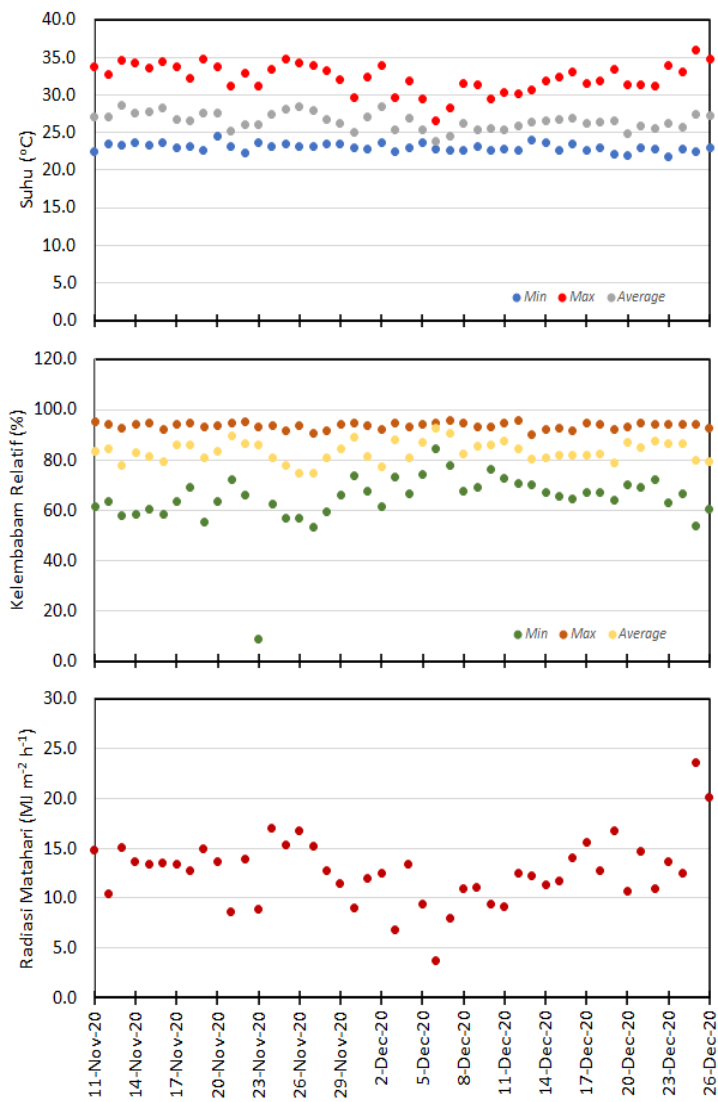 Suhu (°C)
40.0
35.0
30.0
25.0
20.0
15.0
10.0
5.0
0.0
Min Max Average
Kelembabam Relatif (%)
120.0
100.0
80.0
60.0
40.0
20.0
0.0
Min Max Average
Radiasi Matahari (MJ m⁻² h⁻¹)
30.0
25.0
20.0
15.0
10.0
5.0
0.0
11-Nov-20
14-Nov-20
17-Nov-20
20-Nov-20
23-Nov-20
26-Nov-20
29-Nov-20
2-Dec-20
5-Dec-20
8-Dec-20
11-Dec-20
14-Dec-20
17-Dec-20
20-Dec-20
23-Dec-20
26-Dec-20